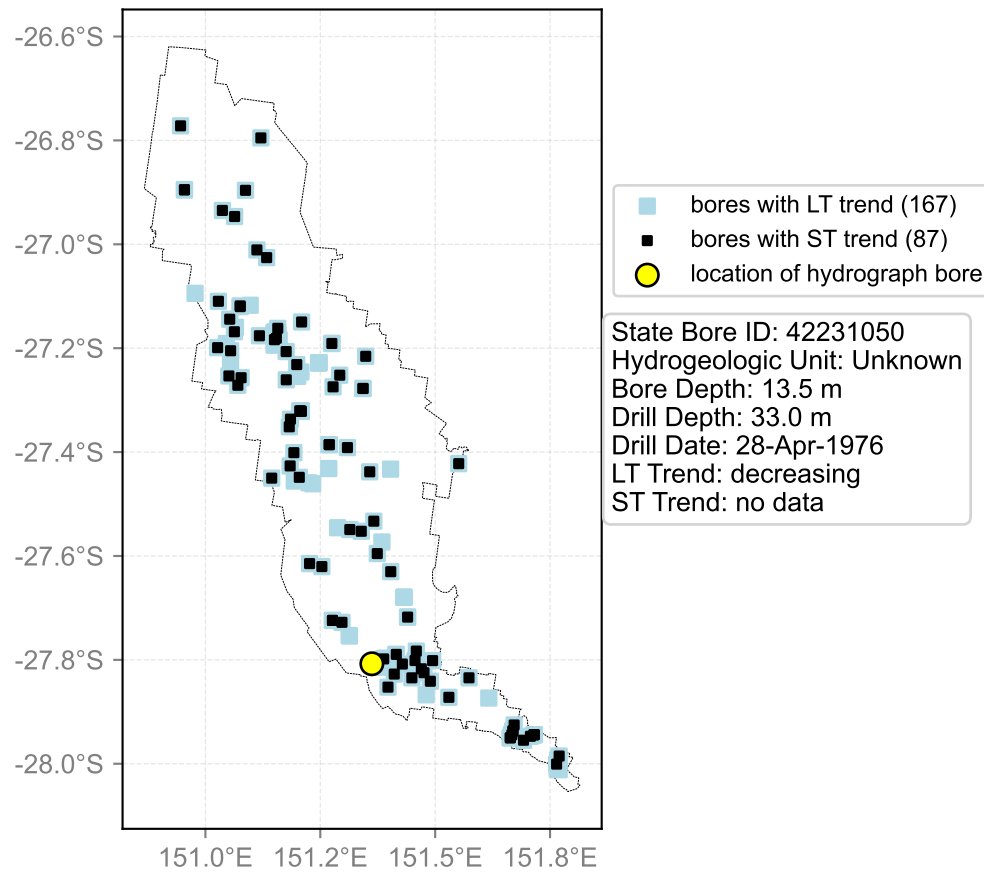 -26.6°S
-26.8°S
-27.0°S
-27.2°S
-27.4°S
-27.6°S
-27.8°S
-28.0°S
151.0°E 151.2°E 151.5°E 151.8°E
bores with LT trend (167)
bores with ST trend (87)
location of hydrograph bore
State Bore ID: 42231050
Hydrogeologic Unit: Unknown
Bore Depth: 13.5 m
Drill Depth: 33.0 m
Drill Date: 28-Apr-1976
LT Trend: decreasing
ST Trend: no data